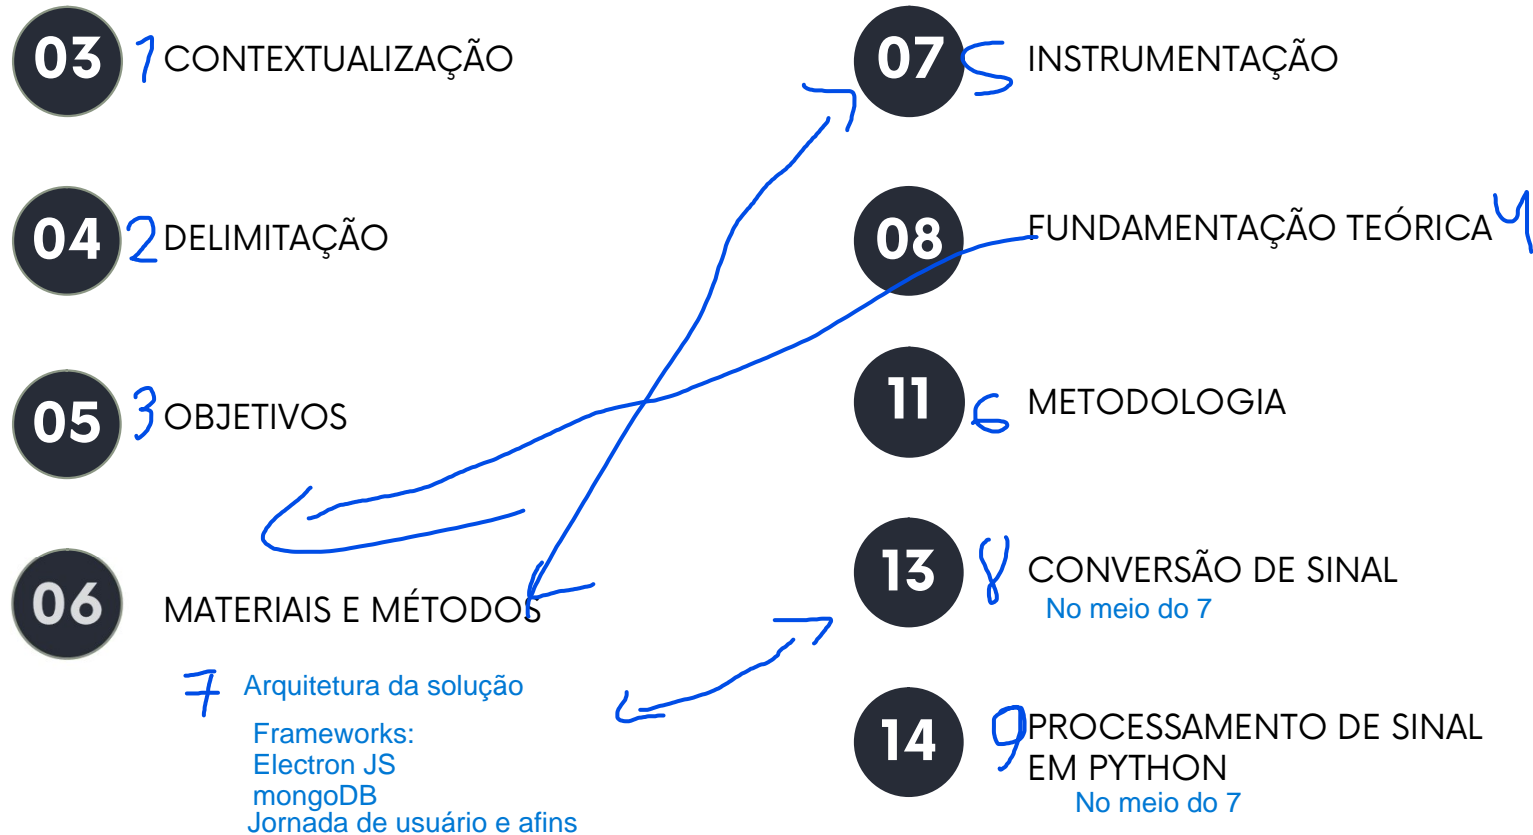 03 1 CONTEXTUALIZAÇÃO
04 2 DELIMITAÇÃO
05 3 OBJETIVOS
06 MATERIAIS E MÉTODOS
7 Arquitetura da solução
Frameworks:
Electron JS
mongoDB
Jornada de usuário e afins
07 5 INSTRUMENTAÇÃO
08 FUNDAMENTAÇÃO TEÓRICA 4
11 6 METODOLOGIA
13 8 CONVERSÃO DE SINAL
No meio do 7
14 9 PROCESSAMENTO DE SINAL
EM PYTHON
No meio do 7